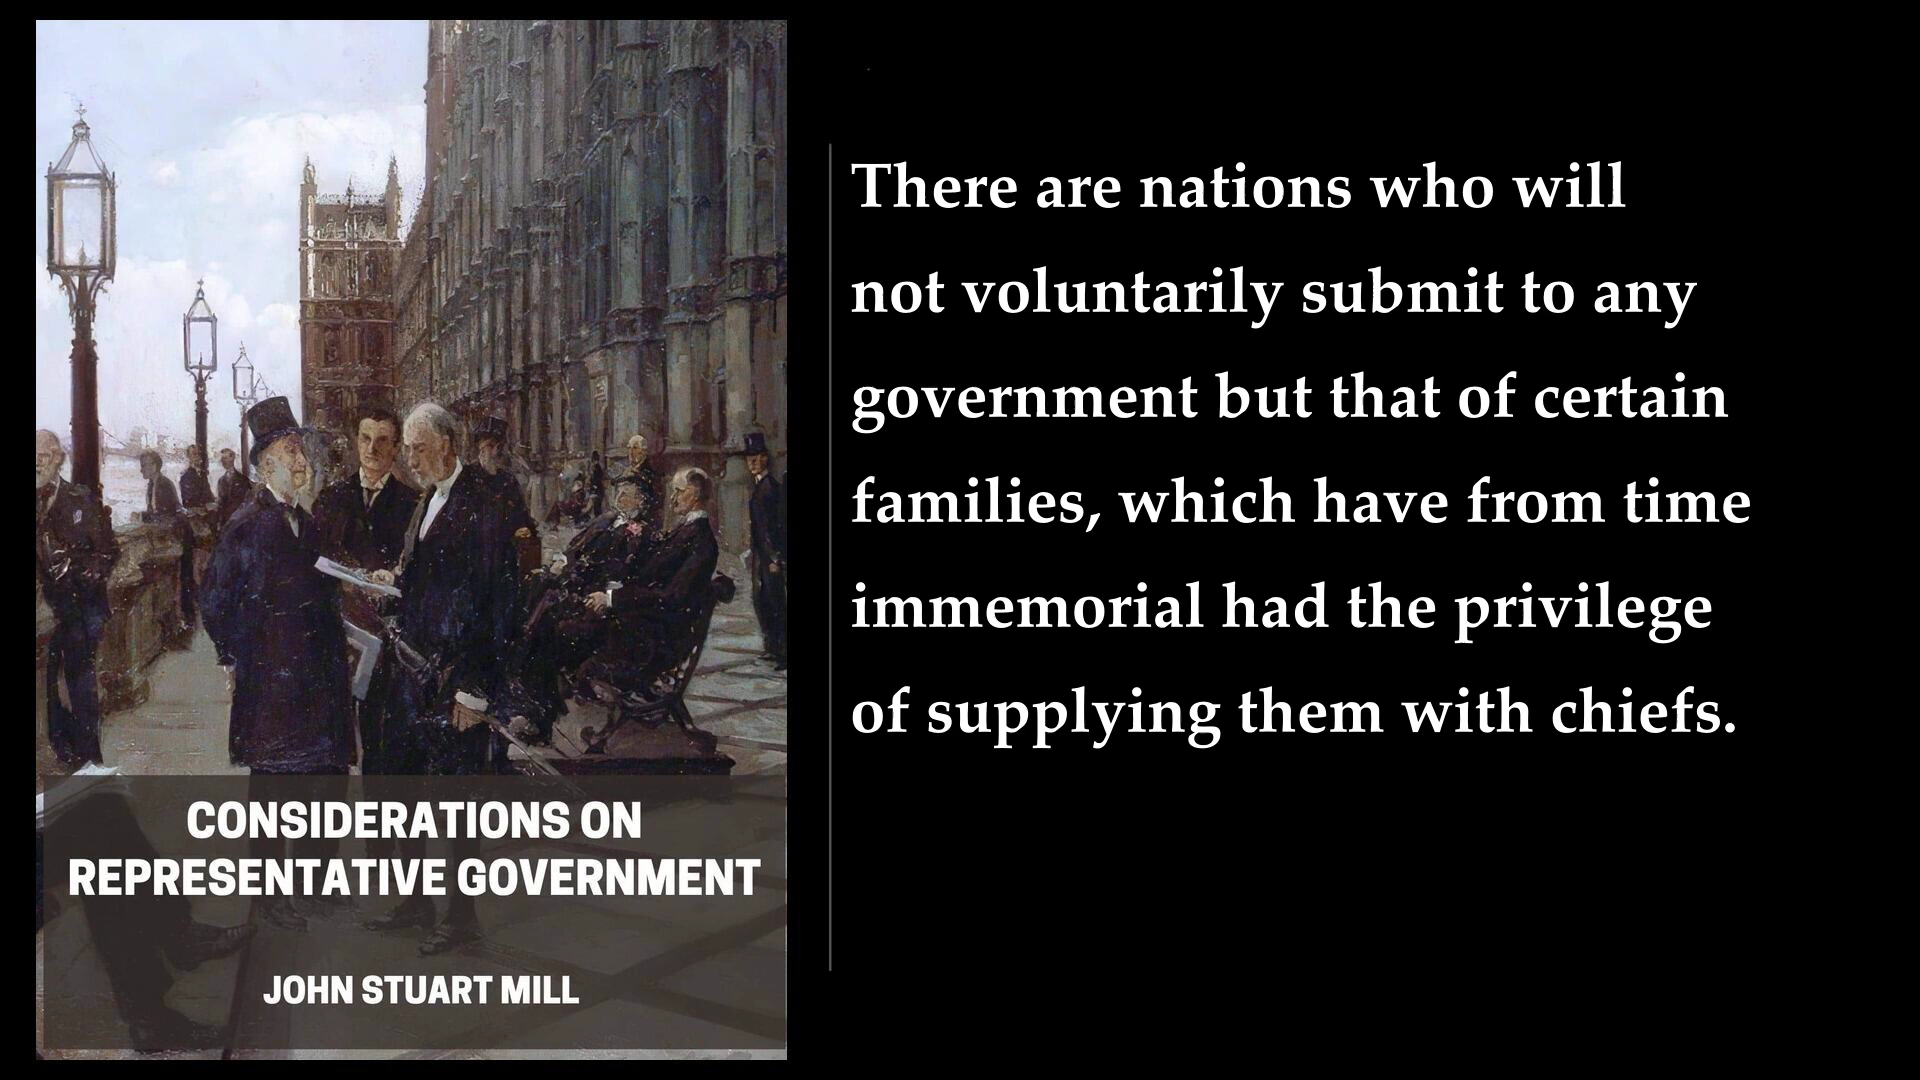 There are nations who will
not voluntarily submit to any
government but that of certain
families, which have from time
immemorial had the privilege
of supplying them with chiefs.
CONSIDERATIONS ON
REPRESENTATIVE GOVERNMENT
JOHN STUART MILL